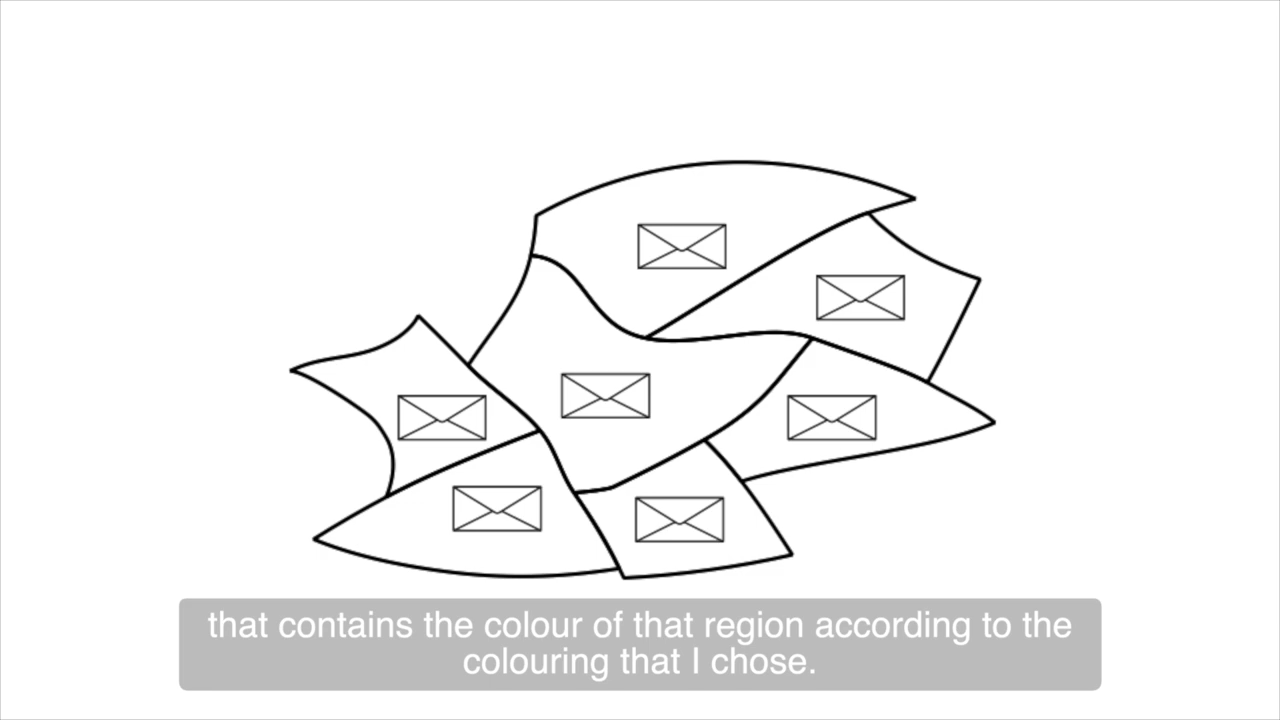 that contains the colour of that region according to the
colouring that I chose.